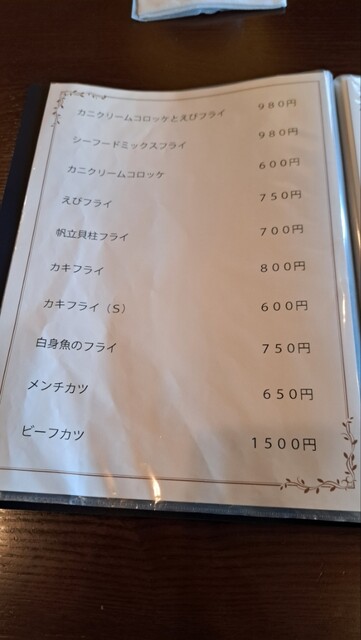 カニクリームコロッケとえびフライ 980円
シーフードミックスフライ 980円
カニクリームコロッケ 600円
えびフライ 750円
帆立貝柱フライ 700円
カキフライ 800円
カキフライ(S) 600円
白身魚のフライ 750円
メンチカツ 650円
ビーフカツ 1500円